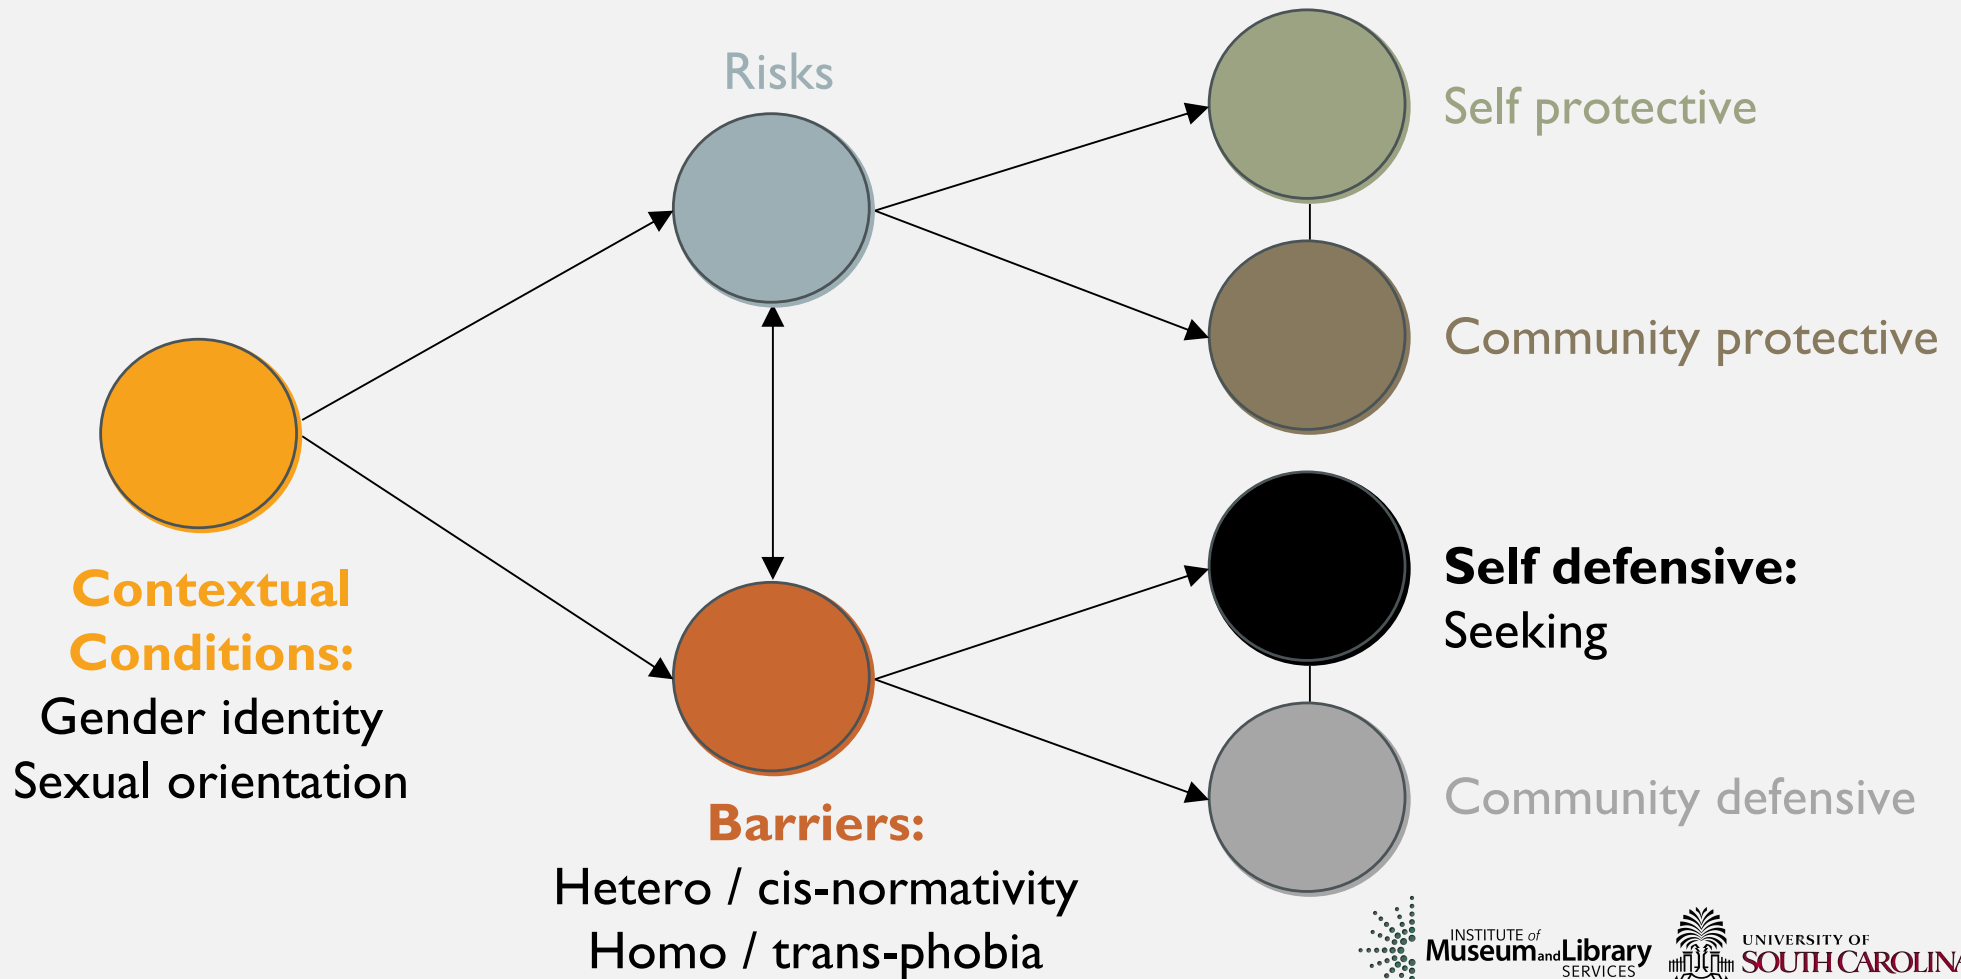 Risks
Self protective
Community protective
Contextual
Conditions:
Gender identity
Sexual orientation
Self defensive:
Seeking
Barriers:
Hetero / cis-normativity
Homo / trans-phobia
Community defensive
INSTITUTE of
Museum and Library
SERVICES
UNIVERSITY OF
SOUTH CAROLINA